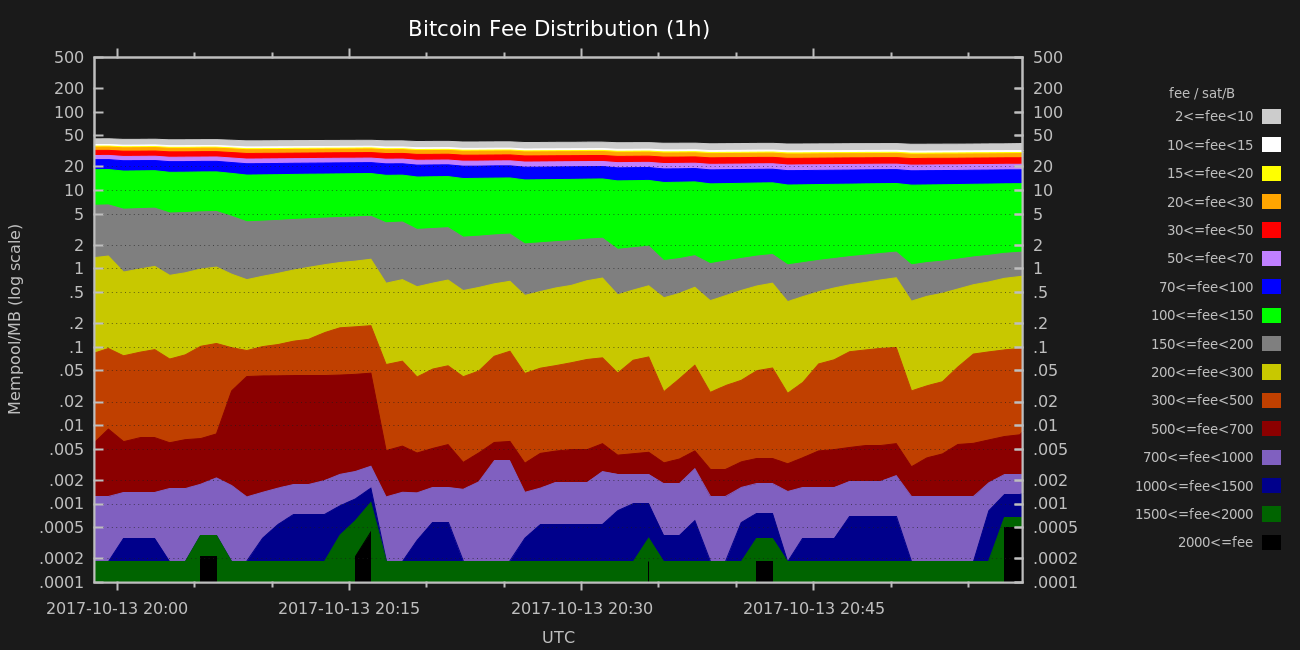 Bitcoin Fee Distribution (1h)
500 500
200 200
100 100
50 50
20 20
10 10
5 5
2 2
1 1
.5 .5
.2 .2
.1 .1
.05 .05
.02 .02
.01 .01
.005 .005
.002 .002
.001 .001
.0005 .0005
.0002 .0002
.0001 .0001
Mempool/MB (log scale)
2017-10-13 20:00 2017-10-13 20:15 2017-10-13 20:30 2017-10-13 20:45
UTC
fee / sat/B
2<=fee<10
10<=fee<15
15<=fee<20
20<=fee<30
30<=fee<50
50<=fee<70
70<=fee<100
100<=fee<150
150<=fee<200
200<=fee<300
300<=fee<500
500<=fee<700
700<=fee<1000
1000<=fee<1500
1500<=fee<2000
2000<=fee